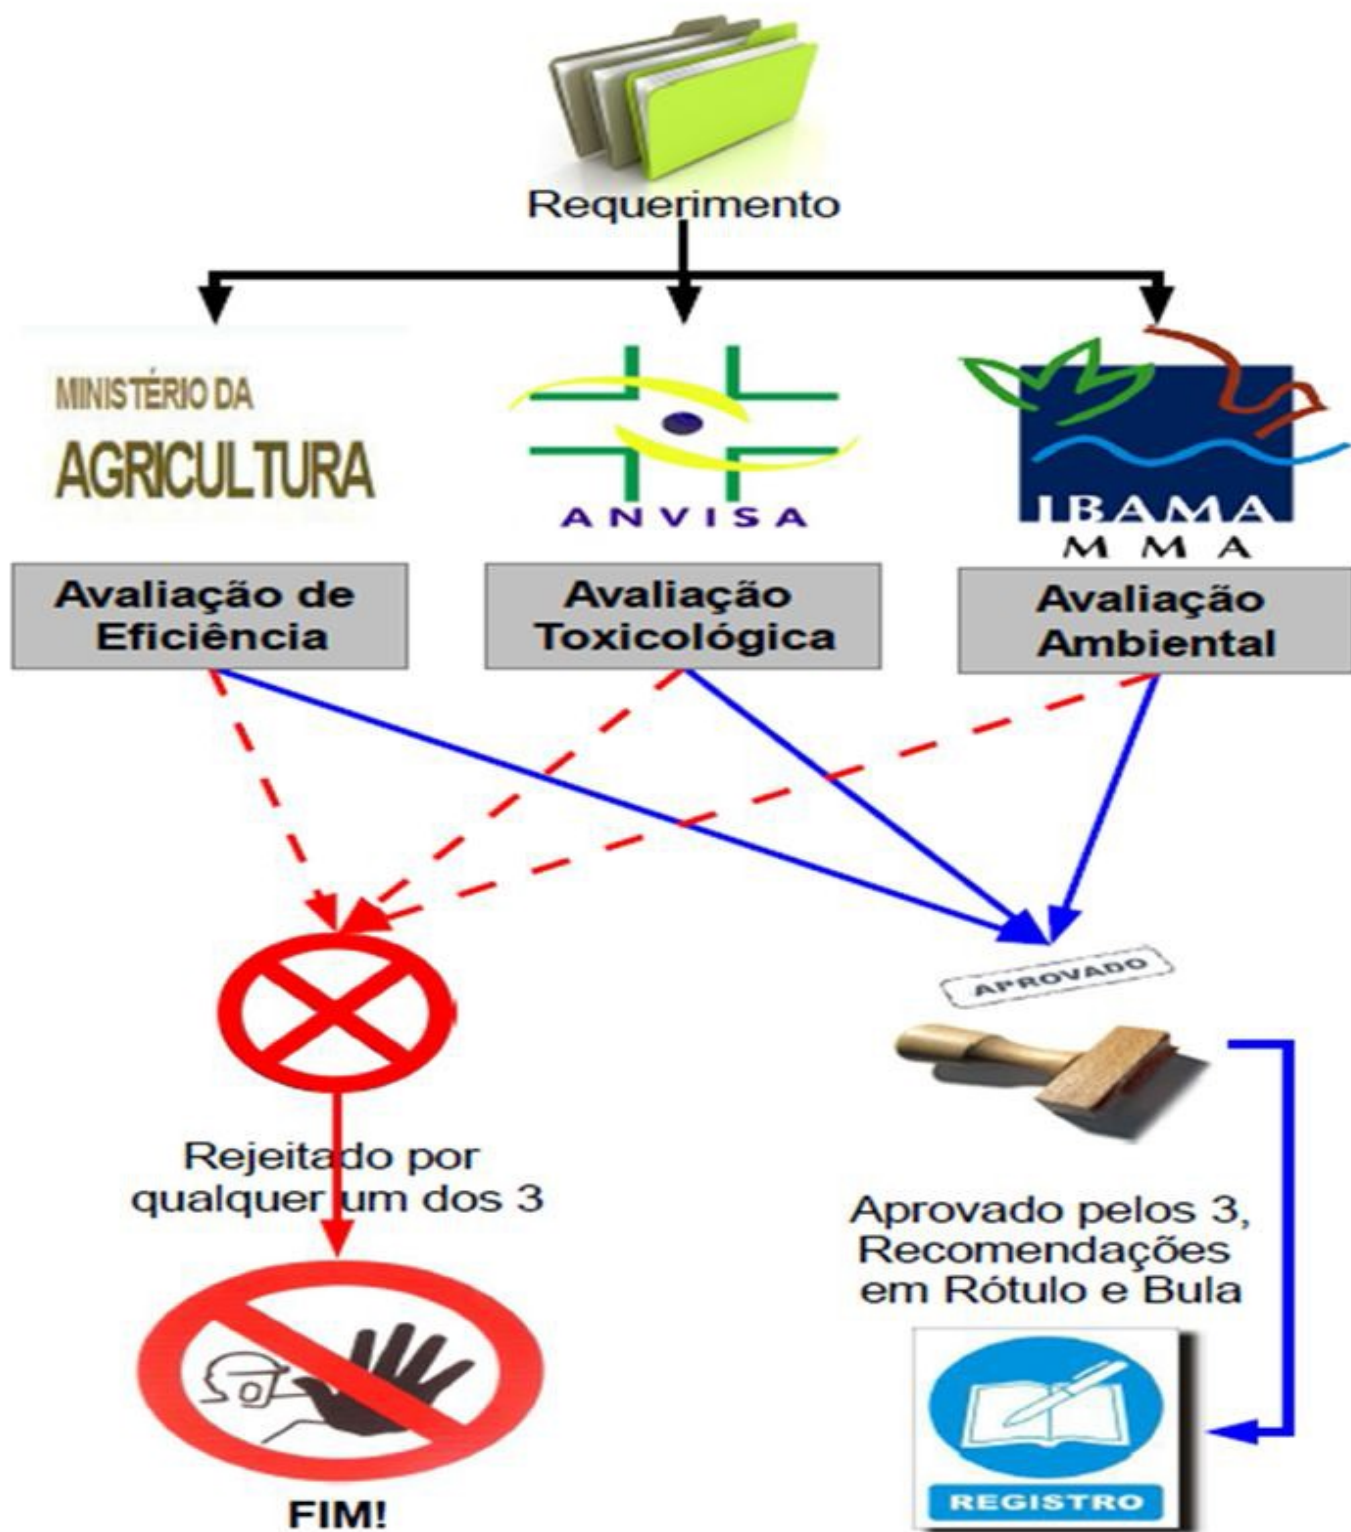 Requerimento
MINISTÉRIO DA
AGRICULTURA
ANVISA
IBAMA
M M A
Avaliação de
Eficiência
Avaliação
Toxicológica
Avaliação
Ambiental
APROVADO
Rejeitado por
qualquer um dos 3
Aprovado pelos 3,
Recomendações
em Rótulo e Bula
FIM!
REGISTRO